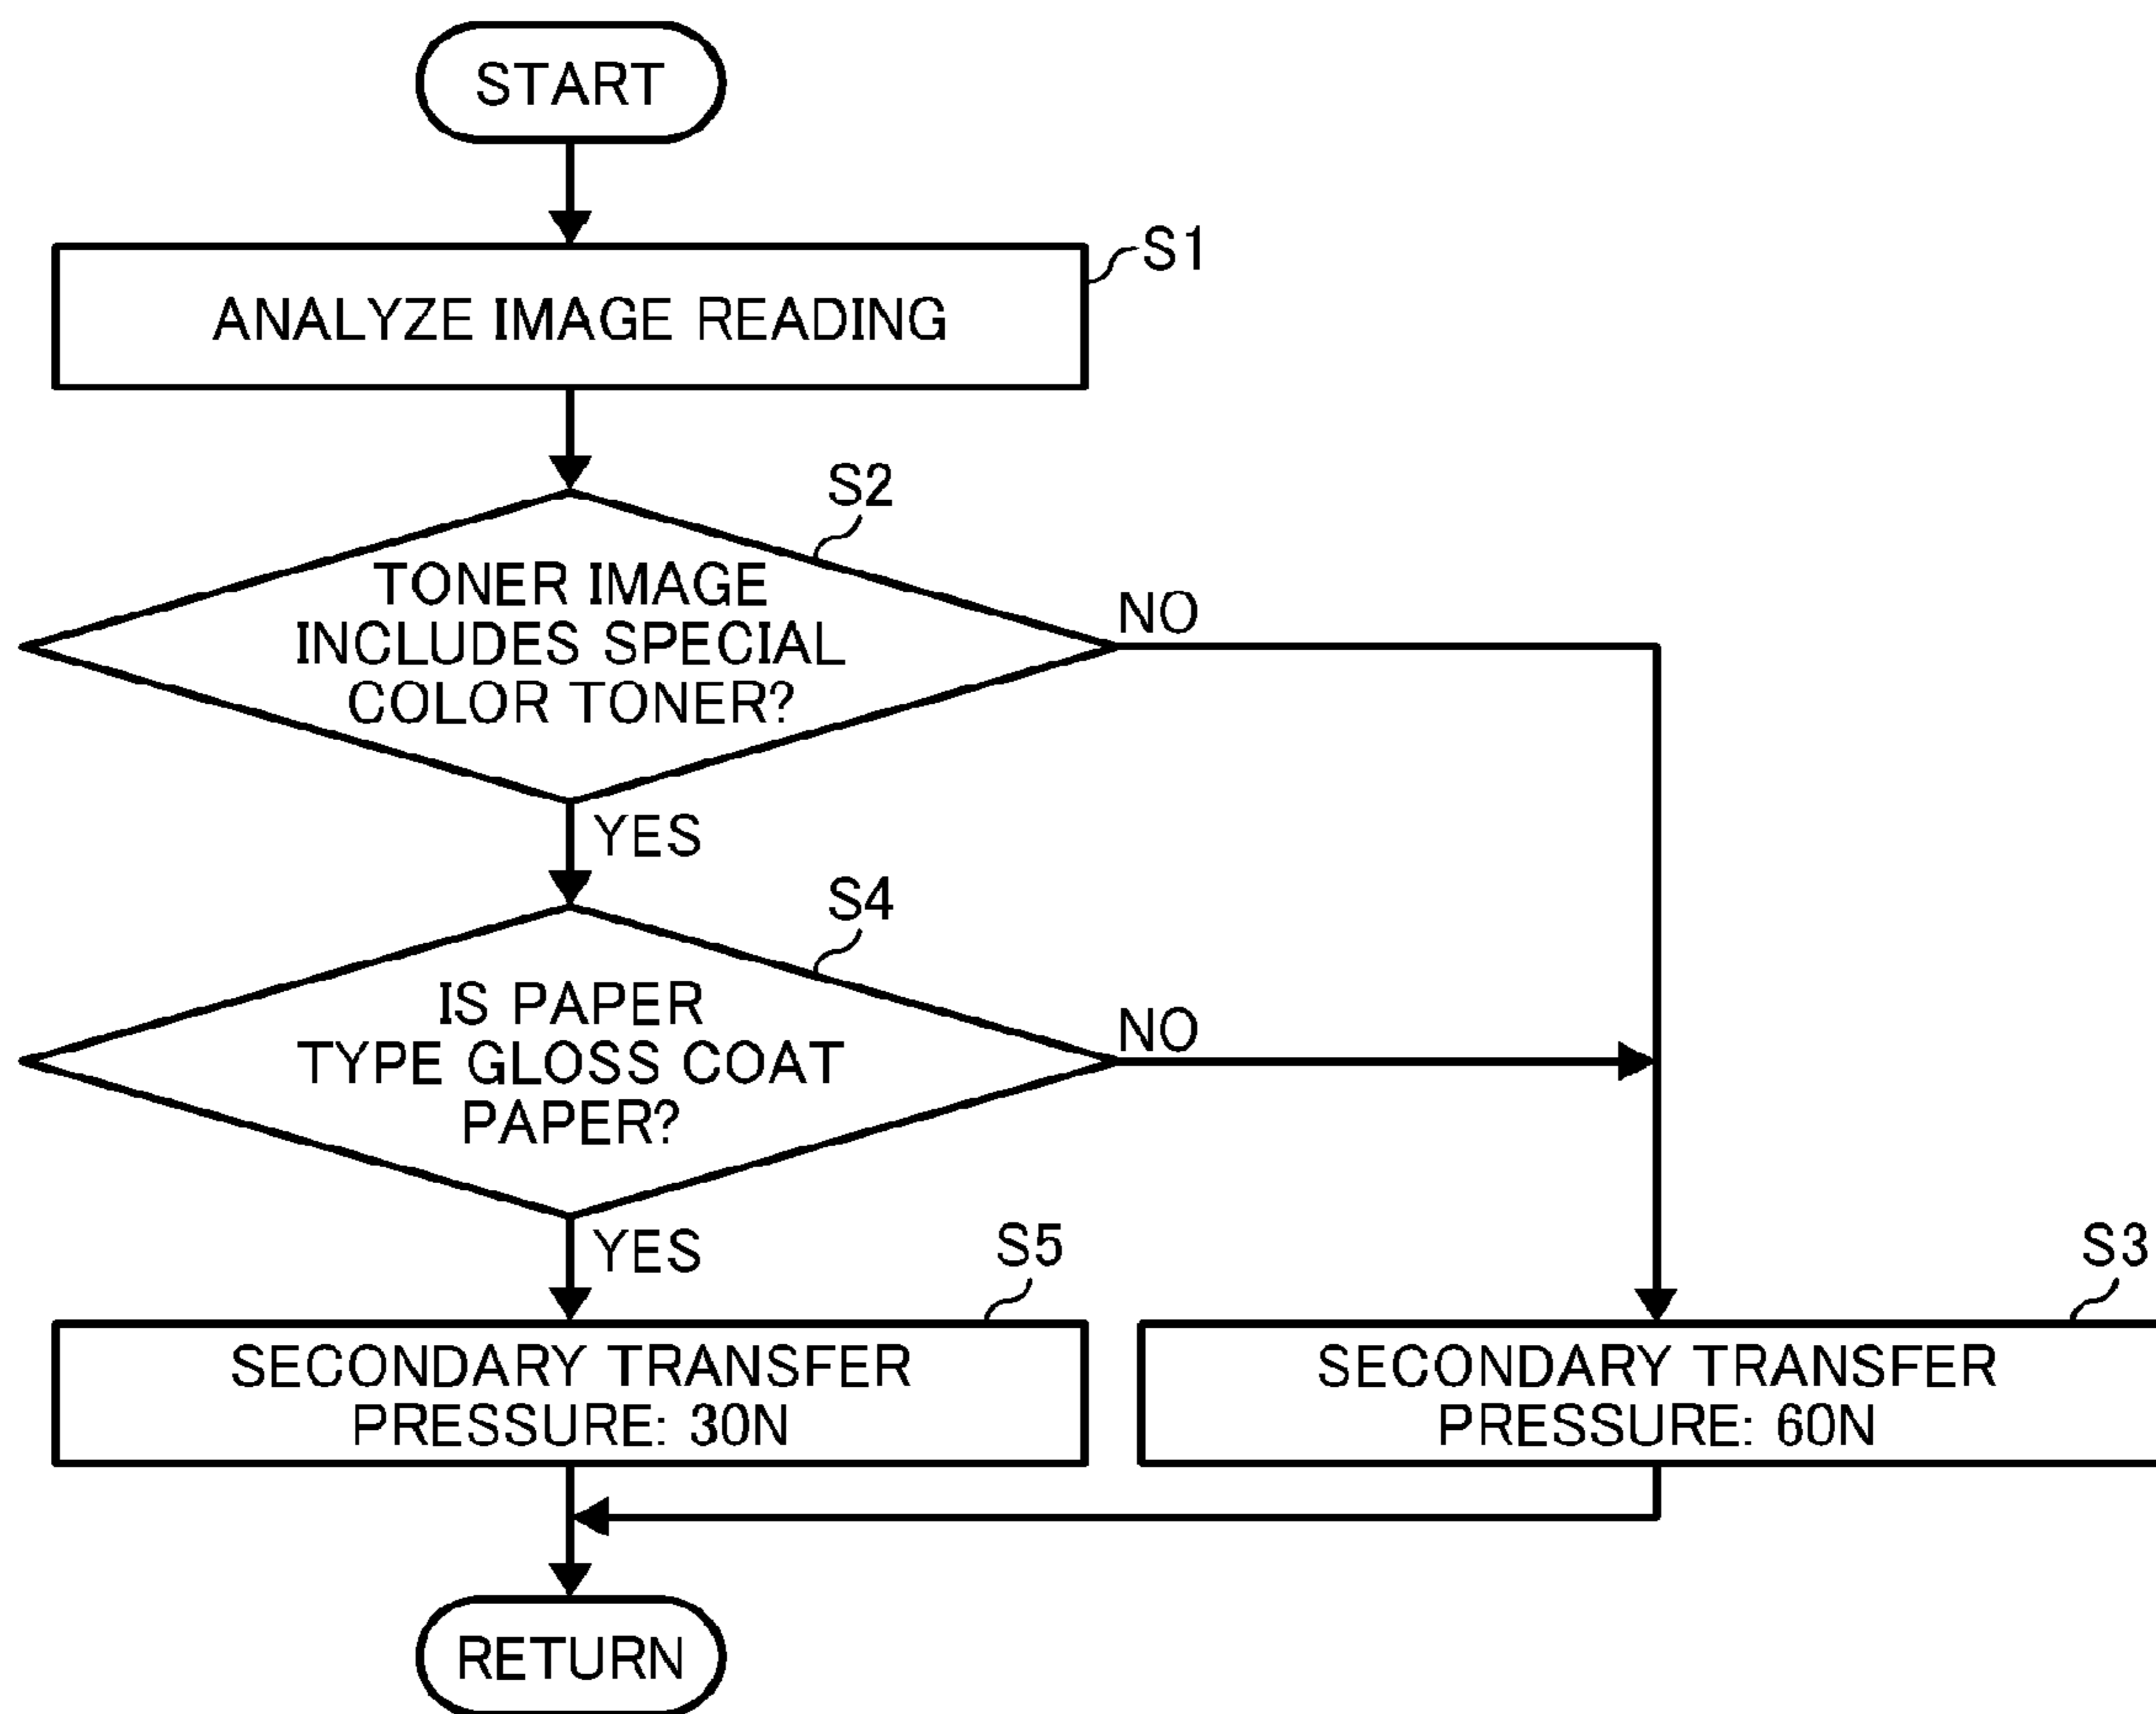 START
S1
ANALYZE IMAGE READING
S2
TONER IMAGE
INCLUDES SPECIAL
COLOR TONER?
NO
YES
S4
IS PAPER
TYPE GLOSS COAT
PAPER?
NO
YES
S5
SECONDARY TRANSFER
PRESSURE: 30N
S3
SECONDARY TRANSFER
PRESSURE: 60N
RETURN